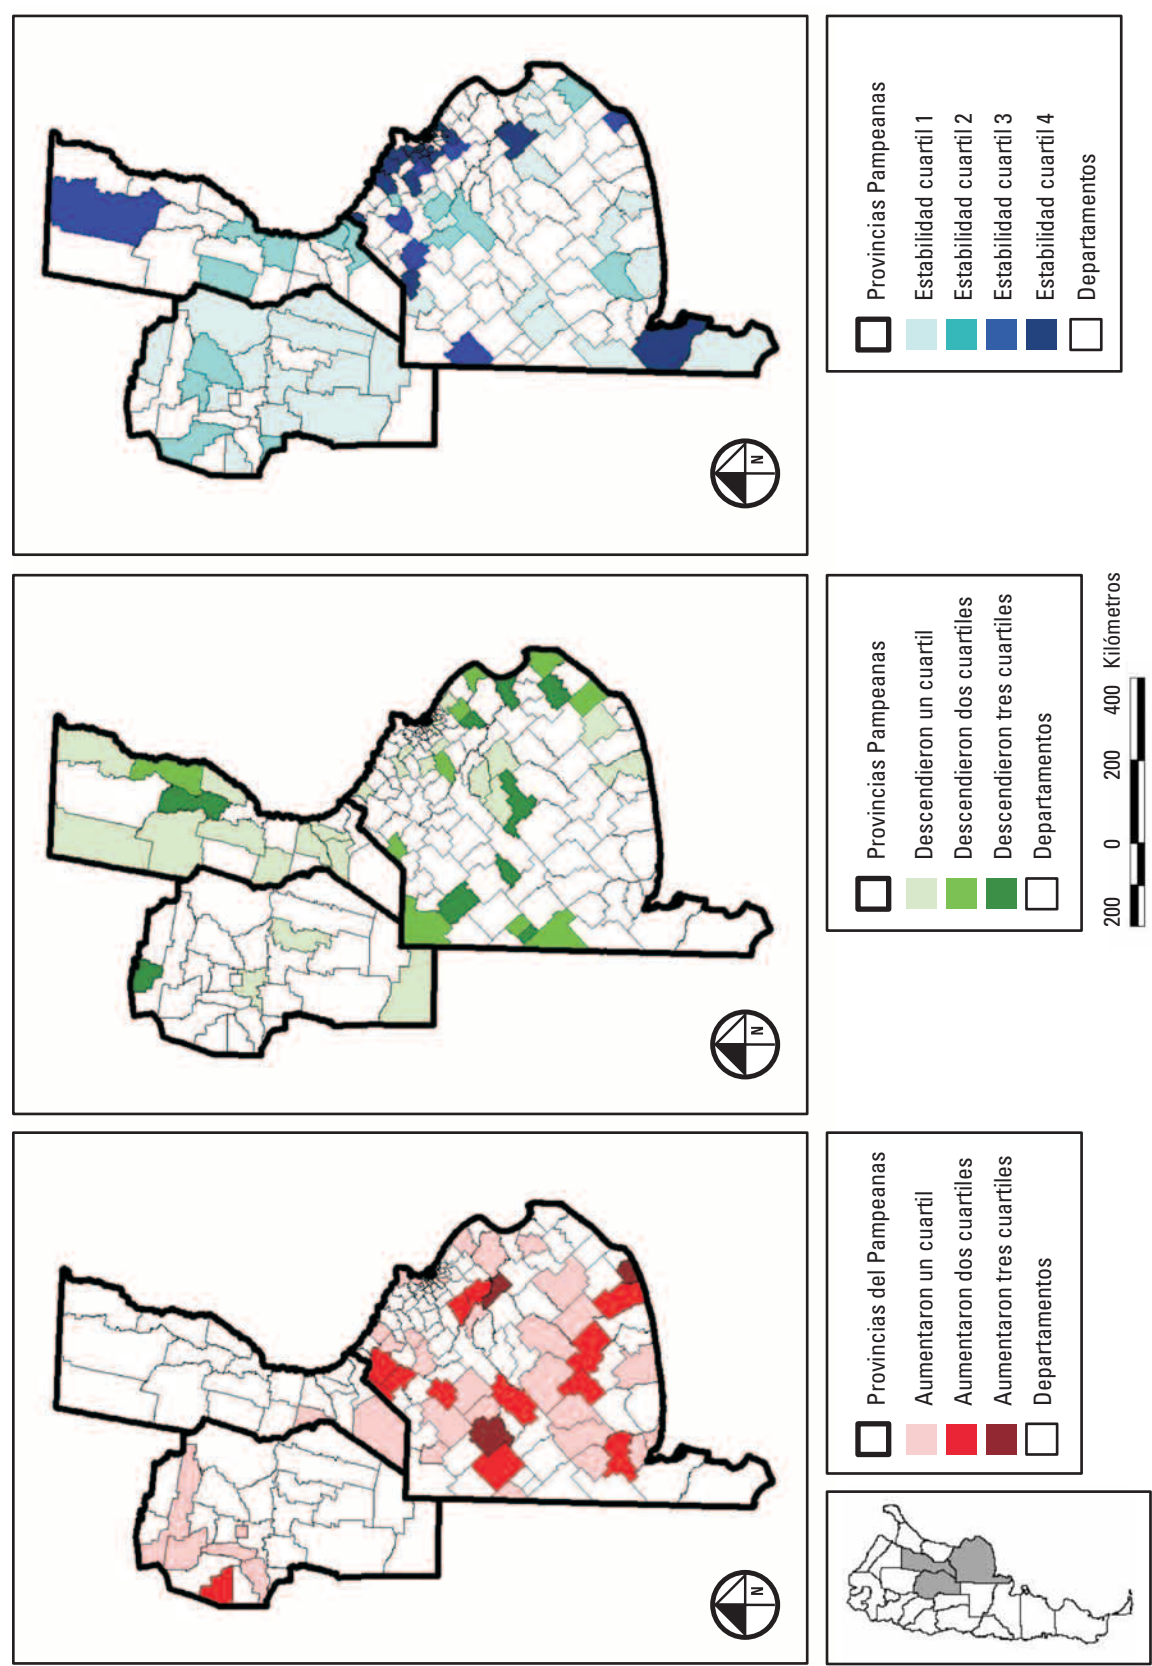 N
N
N
Provincias del Pampeanas
Aumentaron un cuartil
Aumentaron dos cuartiles
Aumentaron tres cuartiles
Departamentos
Provincias Pampeanas
Descendieron un cuartil
Descendieron dos cuartiles
Descendieron tres cuartiles
Departamentos
Provincias Pampeanas
Estabilidad cuartil 1
Estabilidad cuartil 2
Estabilidad cuartil 3
Estabilidad cuartil 4
Departamentos
200 0 200 400 Kilómetros